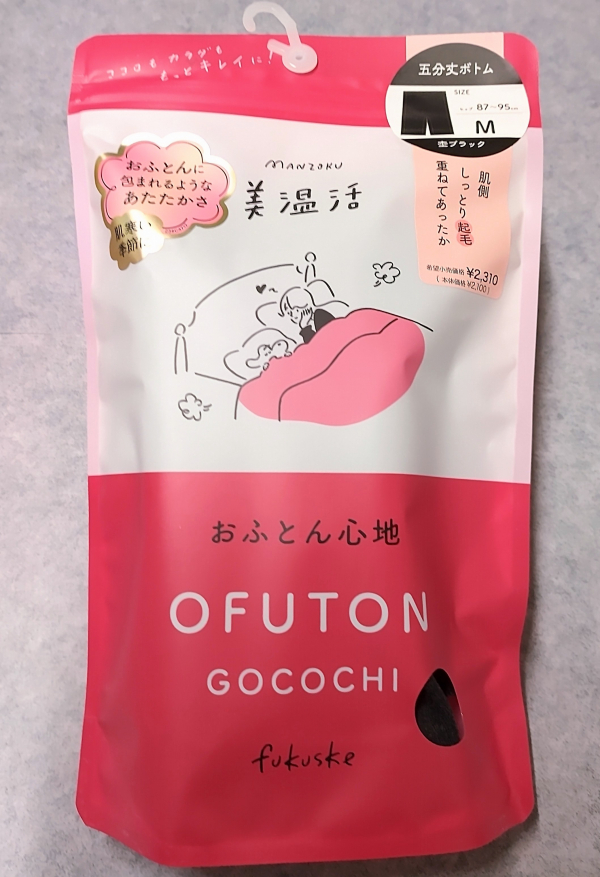 ココロも カラダも
もっと キレイに!
五分丈ボトム
SIZE
ヒップ 87~95cm
M
杢ブラック
おふとんに
包まれるような
あたたかさ
肌寒い
季節に
MANZOKU
美温活
肌側
しっとり起毛
重ねてあったか
希望小売価格 ¥2,310
(本体価格 ¥2,100)
おふとん心地
OFUTON
GOCOCHI
fukuske